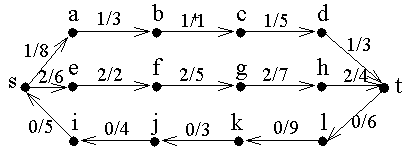 a b c d
1/3 1/1 1/5
1/8 1/3
s e f g h t
2/6 2/2 2/5 2/7 2/4
0/5 0/4 0/3 0/9 0/6
i j k l